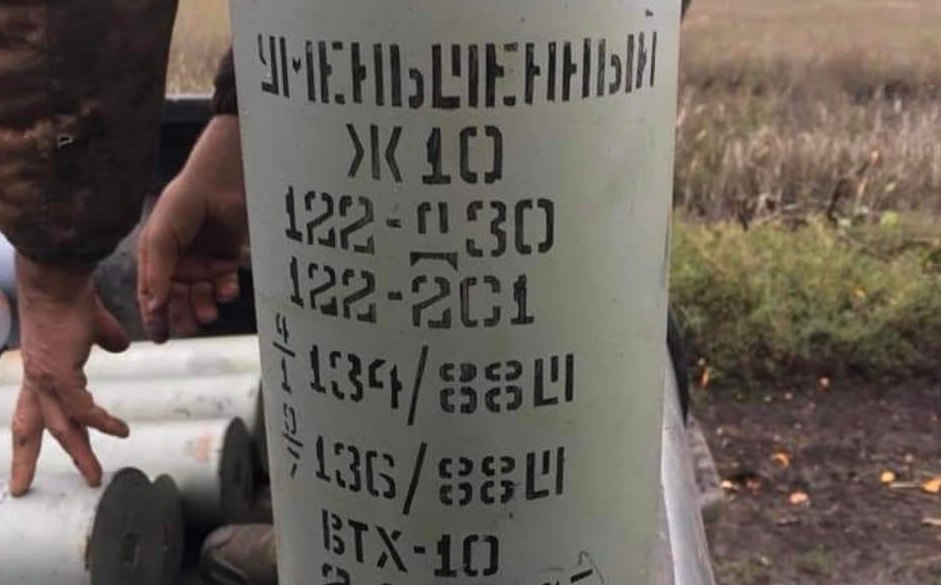 УМЕНЬШЕННЫЙ
Ж10
122-Д30
122-2С1
134/88Ш
136/88Ш
ВТХ-10